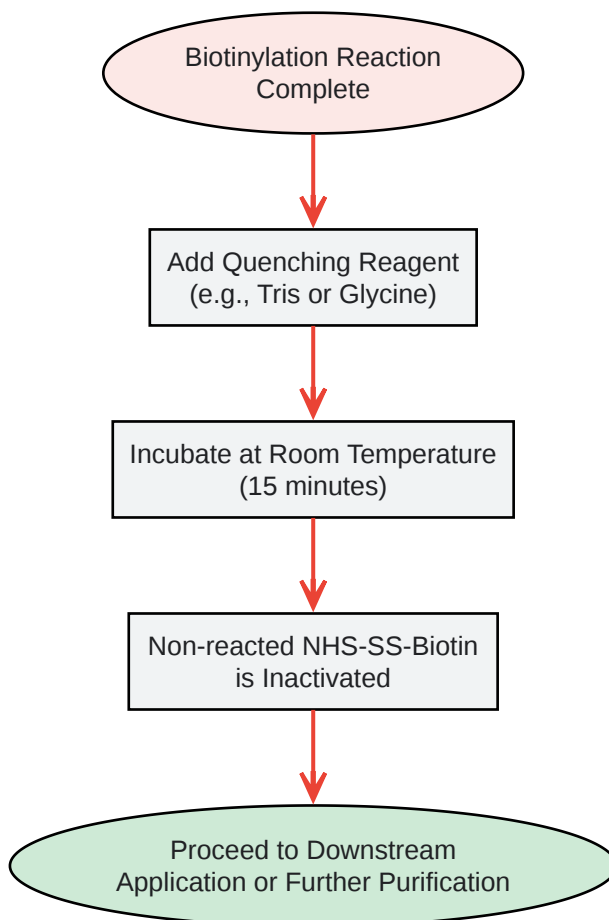 Biotinylation Reaction
Complete
Add Quenching Reagent
(e.g., Tris or Glycine)
Incubate at Room Temperature
(15 minutes)
Non-reacted NHS-SS-Biotin
is Inactivated
Proceed to Downstream
Application or Further Purification